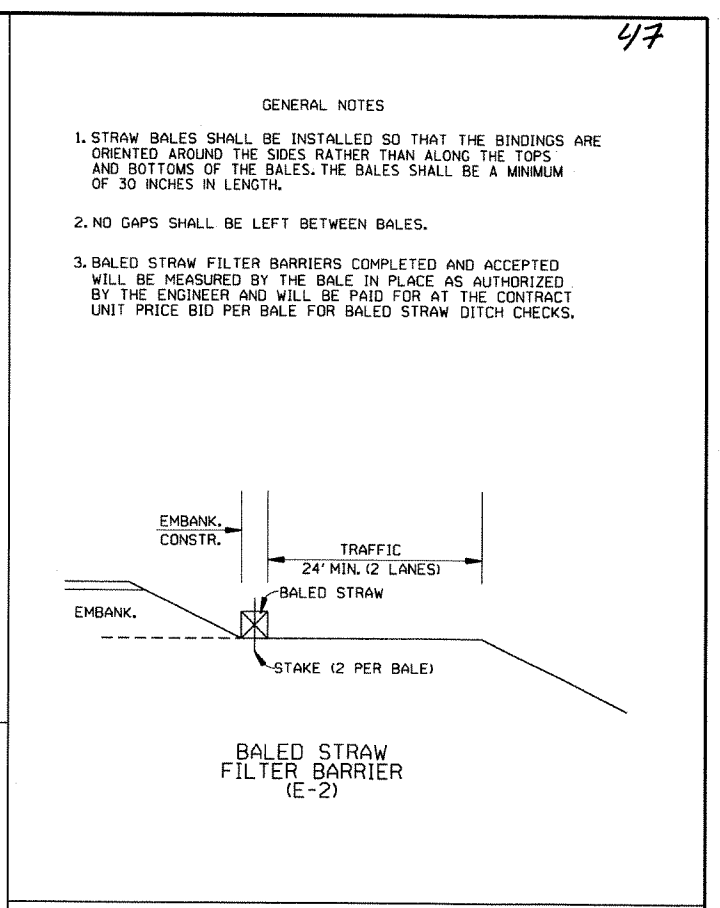 47
GENERAL NOTES
1. STRAW BALES SHALL BE INSTALLED SO THAT THE BINDINGS ARE
ORIENTED AROUND THE SIDES RATHER THAN ALONG THE TOPS
AND BOTTOMS OF THE BALES. THE BALES SHALL BE A MINIMUM
OF 30 INCHES IN LENGTH.
2. NO GAPS SHALL BE LEFT BETWEEN BALES.
3. BALED STRAW FILTER BARRIERS COMPLETED AND ACCEPTED
WILL BE MEASURED BY THE BALE IN PLACE AS AUTHORIZED
BY THE ENGINEER AND WILL BE PAID FOR AT THE CONTRACT
UNIT PRICE BID PER BALE FOR BALED STRAW DITCH CHECKS.
EMBANK.
CONSTR.
TRAFFIC
24' MIN. (2 LANES)
BALED STRAW
EMBANK.
STAKE (2 PER BALE)
BALED STRAW
FILTER BARRIER
(E-2)